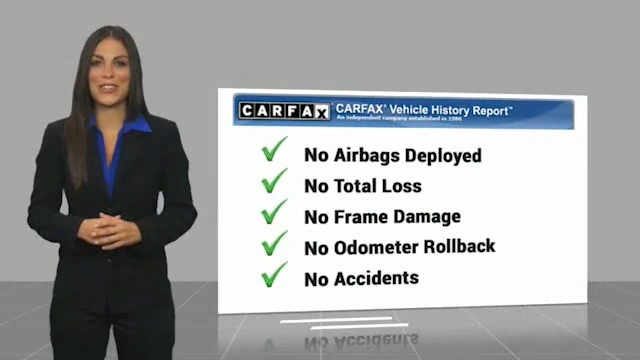 CARFAX CARFAX® Vehicle History Report™
An independent company established in 1986
No Airbags Deployed
No Total Loss
No Frame Damage
No Odometer Rollback
No Accidents